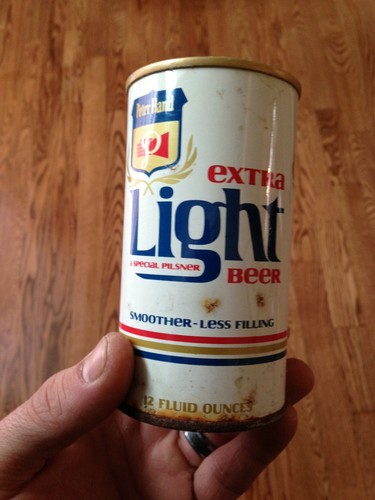 Peter Hand
EXTRA
Light
A SPECIAL PILSNER
BEER
SMOOTHER-LESS FILLING
12 FLUID OUNCES